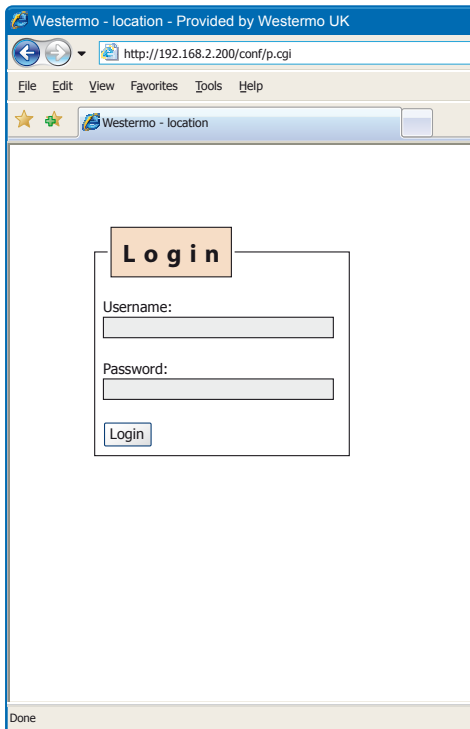 Westermo - location - Provided by Westermo UK
http://192.168.2.200/conf/p.cgi
File Edit View Favorites Tools Help
Westermo - location
Login
Username:
Password:
Login
Done